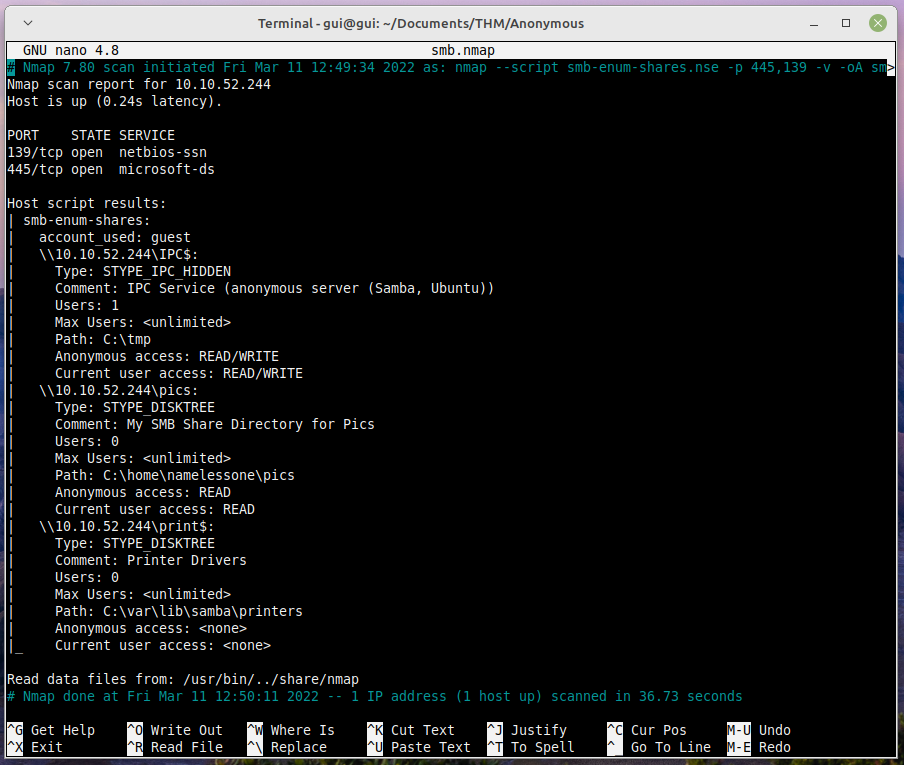 Terminal - gui@gui: ~/Documents/THM/Anonymous
GNU nano 4.8 smb.nmap
# Nmap 7.80 scan initiated Fri Mar 11 12:49:34 2022 as: nmap --script smb-enum-shares.nse -p 445,139 -v -oA sm>
Nmap scan report for 10.10.52.244
Host is up (0.24s latency).
PORT    STATE SERVICE
139/tcp open  netbios-ssn
445/tcp open  microsoft-ds
Host script results:
| smb-enum-shares:
|   account_used: guest
|   \\10.10.52.244\IPC$:
|     Type: STYPE_IPC_HIDDEN
|     Comment: IPC Service (anonymous server (Samba, Ubuntu))
|     Users: 1
|     Max Users: <unlimited>
|     Path: C:\tmp
|     Anonymous access: READ/WRITE
|     Current user access: READ/WRITE
|   \\10.10.52.244\pics:
|     Type: STYPE_DISKTREE
|     Comment: My SMB Share Directory for Pics
|     Users: 0
|     Max Users: <unlimited>
|     Path: C:\home\namelessone\pics
|     Anonymous access: READ
|     Current user access: READ
|   \\10.10.52.244\print$:
|     Type: STYPE_DISKTREE
|     Comment: Printer Drivers
|     Users: 0
|     Max Users: <unlimited>
|     Path: C:\var\lib\samba\printers
|     Anonymous access: <none>
|_    Current user access: <none>
Read data files from: /usr/bin/../share/nmap
# Nmap done at Fri Mar 11 12:50:11 2022 -- 1 IP address (1 host up) scanned in 36.73 seconds
^G Get Help ^O Write Out ^W Where Is ^K Cut Text ^J Justify ^C Cur Pos M-U Undo
^X Exit ^R Read File ^\ Replace ^U Paste Text ^T To Spell ^_ Go To Line M-E Redo